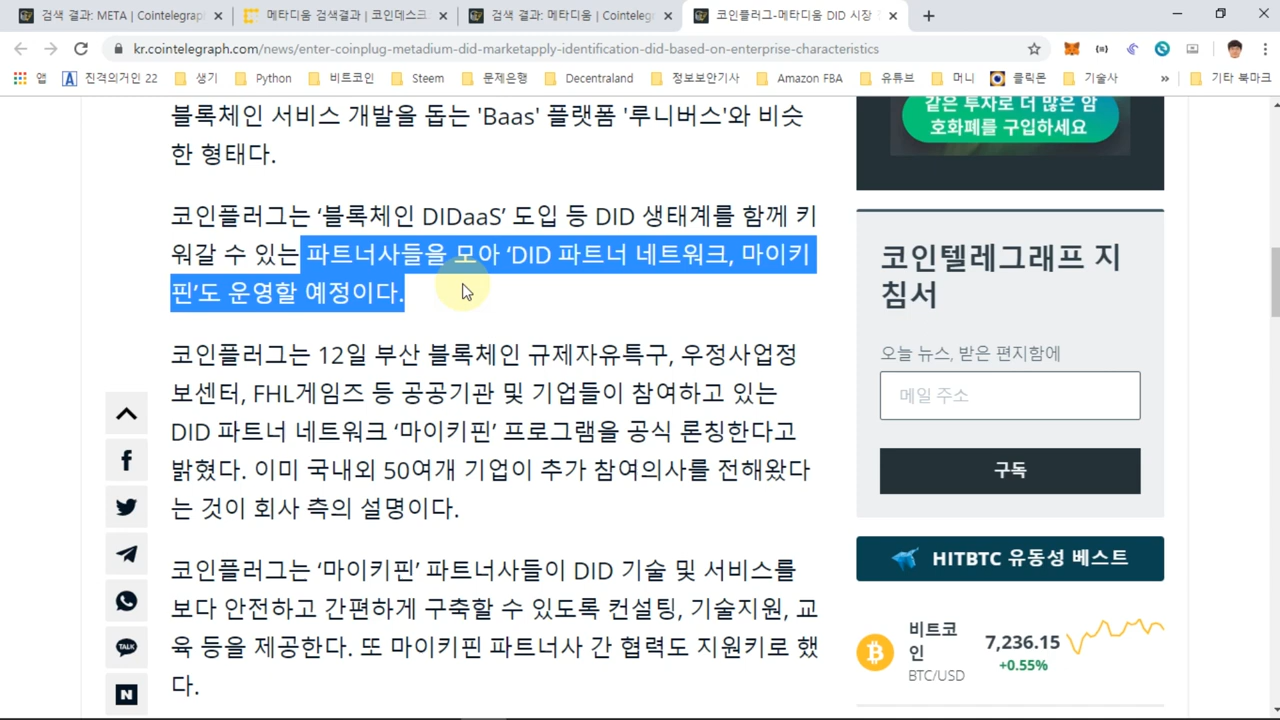 검색 결과: META | Cointelegraph
메타디움 검색결과 | 코인데스크
검색 결과: 메타디움 | Cointeleg
코인플러그-메타디움 DID 시장
kr.cointelegraph.com/news/enter-coinplug-metadium-did-marketapply-identification-did-based-on-enterprise-characteristics
앱
진격의거인 22
생기
Python
비트코인
Steem
문제은행
Decentraland
정보보안기사
Amazon FBA
유튜브
머니
클릭몬
기술사
»
기타 북마크
블록체인 서비스 개발을 돕는 'Baas' 플랫폼 '루니버스'와 비슷
한 형태다.
코인플러그는 ‘블록체인 DIDaaS’ 도입 등 DID 생태계를 함께 키
워갈 수 있는 파트너사들을 모아 ‘DID 파트너 네트워크, 마이키
핀’도 운영할 예정이다.
코인플러그는 12일 부산 블록체인 규제자유특구, 우정사업정
보센터, FHL게임즈 등 공공기관 및 기업들이 참여하고 있는
DID 파트너 네트워크 ‘마이키핀’ 프로그램을 공식 론칭한다고
밝혔다. 이미 국내외 50여개 기업이 추가 참여의사를 전해왔다
는 것이 회사 측의 설명이다.
코인플러그는 ‘마이키핀’ 파트너사들이 DID 기술 및 서비스를
보다 안전하고 간편하게 구축할 수 있도록 컨설팅, 기술지원, 교
육 등을 제공한다. 또 마이키핀 파트너사 간 협력도 지원키로 했
다.
TALK
N
같은 투자로 더 많은 암
호화폐를 구입하세요
코인텔레그래프 지
침서
오늘 뉴스, 받은 편지함에
메일 주소
구독
HITBTC 유동성 베스트
비트코
인
BTC/USD
7,236.15
+0.55%